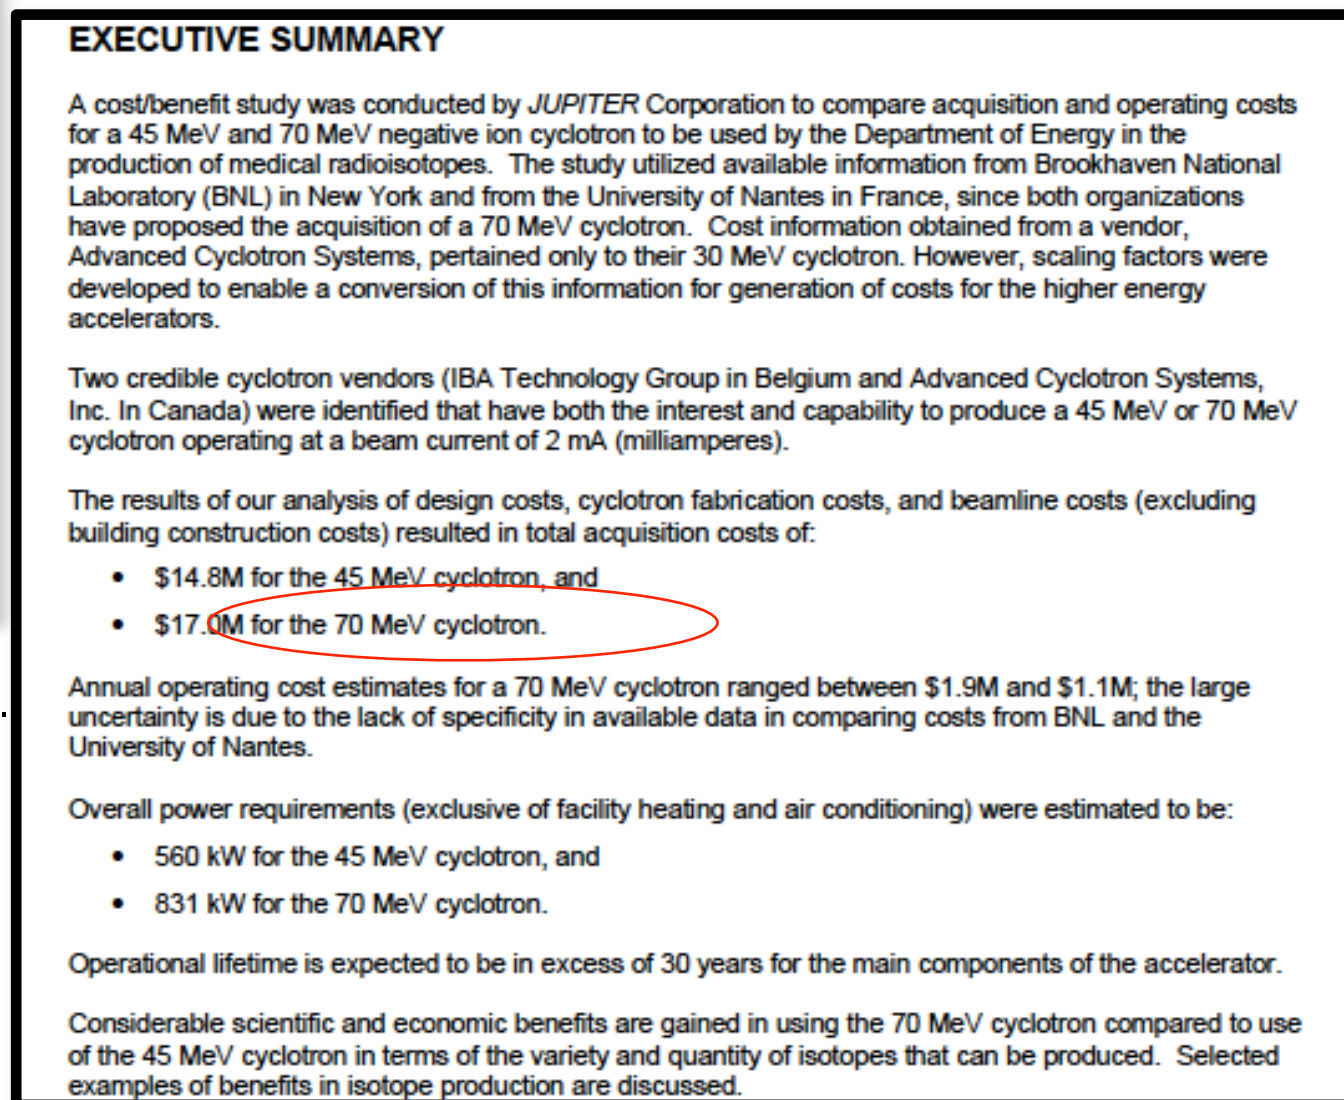 EXECUTIVE SUMMARY
A cost/benefit study was conducted by JUPITER Corporation to compare acquisition and operating costs
for a 45 MeV and 70 MeV negative ion cyclotron to be used by the Department of Energy in the
production of medical radioisotopes. The study utilized available information from Brookhaven National
Laboratory (BNL) in New York and from the University of Nantes in France, since both organizations
have proposed the acquisition of a 70 MeV cyclotron. Cost information obtained from a vendor,
Advanced Cyclotron Systems, pertained only to their 30 MeV cyclotron. However, scaling factors were
developed to enable a conversion of this information for generation of costs for the higher energy
accelerators.
Two credible cyclotron vendors (IBA Technology Group in Belgium and Advanced Cyclotron Systems,
Inc. In Canada) were identified that have both the interest and capability to produce a 45 MeV or 70 MeV
cyclotron operating at a beam current of 2 mA (milliamperes).
The results of our analysis of design costs, cyclotron fabrication costs, and beamline costs (excluding
building construction costs) resulted in total acquisition costs of:
• $14.8M for the 45 MeV cyclotron, and
• $17.0M for the 70 MeV cyclotron.
Annual operating cost estimates for a 70 MeV cyclotron ranged between $1.9M and $1.1M; the large
uncertainty is due to the lack of specificity in available data in comparing costs from BNL and the
University of Nantes.
Overall power requirements (exclusive of facility heating and air conditioning) were estimated to be:
• 560 kW for the 45 MeV cyclotron, and
• 831 kW for the 70 MeV cyclotron.
Operational lifetime is expected to be in excess of 30 years for the main components of the accelerator.
Considerable scientific and economic benefits are gained in using the 70 MeV cyclotron compared to use
of the 45 MeV cyclotron in terms of the variety and quantity of isotopes that can be produced. Selected
examples of benefits in isotope production are discussed.